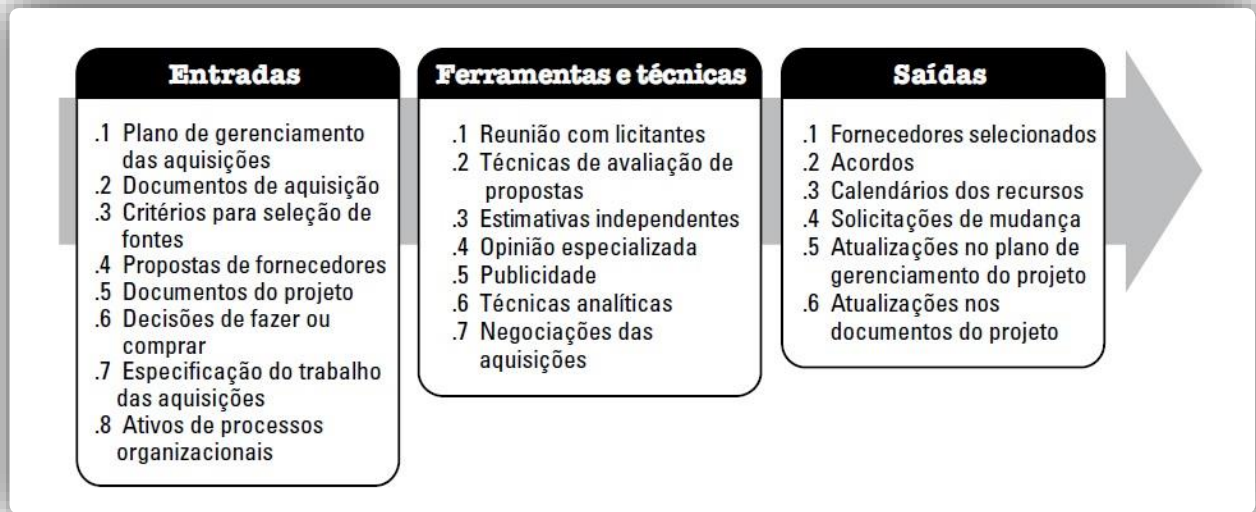 Entradas
.1 Plano de gerenciamento
das aquisições
.2 Documentos de aquisição
.3 Critérios para seleção de
fontes
.4 Propostas de fornecedores
.5 Documentos do projeto
.6 Decisões de fazer ou
comprar
.7 Especificação do trabalho
das aquisições
.8 Ativos de processos
organizacionais
Ferramentas e técnicas
.1 Reunião com licitantes
.2 Técnicas de avaliação de
propostas
.3 Estimativas independentes
.4 Opinião especializada
.5 Publicidade
.6 Técnicas analíticas
.7 Negociações das
aquisições
Saídas
.1 Fornecedores selecionados
.2 Acordos
.3 Calendários dos recursos
.4 Solicitações de mudança
.5 Atualizações no plano de
gerenciamento do projeto
.6 Atualizações nos
documentos do projeto